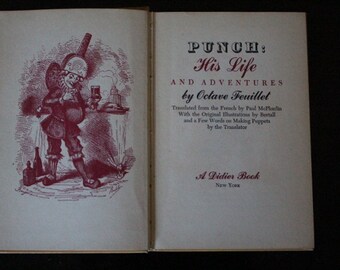 PUNCH:
His Life
AND ADVENTURES
by Octave Feuillet
Translated from the French by Paul McPharlin
With the Original Illustrations by Bertall
and a Few Words on Making Puppets
by the Translator
A Didier Book
NEW YORK